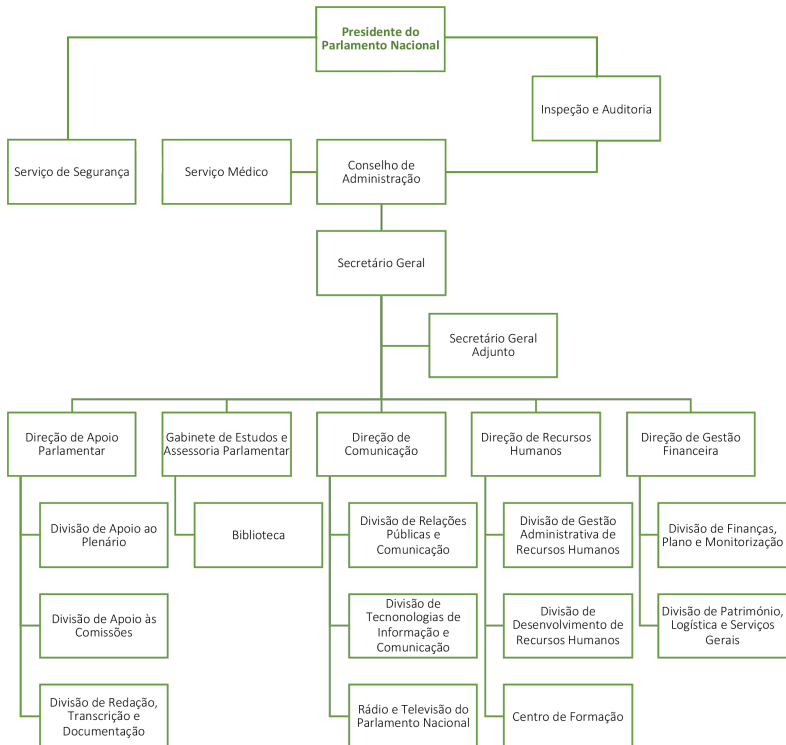 Presidente do
Parlamento Nacional
Inspeção e Auditoria
Serviço de Segurança
Serviço Médico
Conselho de
Administração
Secretário Geral
Secretário Geral
Adjunto
Direção de Apoio
Parlamentar
Gabinete de Estudos e
Assessoria Parlamentar
Direção de
Comunicação
Direção de Recursos
Humanos
Direção de Gestão
Financeira
Divisão de Apoio ao
Plenário
Biblioteca
Divisão de Relações
Públicas e
Comunicação
Divisão de Gestão
Administrativa de
Recursos Humanos
Divisão de Finanças,
Plano e Monitorização
Divisão de Apoio às
Comissões
Divisão de
Tecnonologias de
Informação e
Comunicação
Divisão de
Desenvolvimento de
Recursos Humanos
Divisão de Património,
Logística e Serviços
Gerais
Divisão de Redação,
Transcrição e
Documentação
Rádio e Televisão do
Parlamento Nacional
Centro de Formação